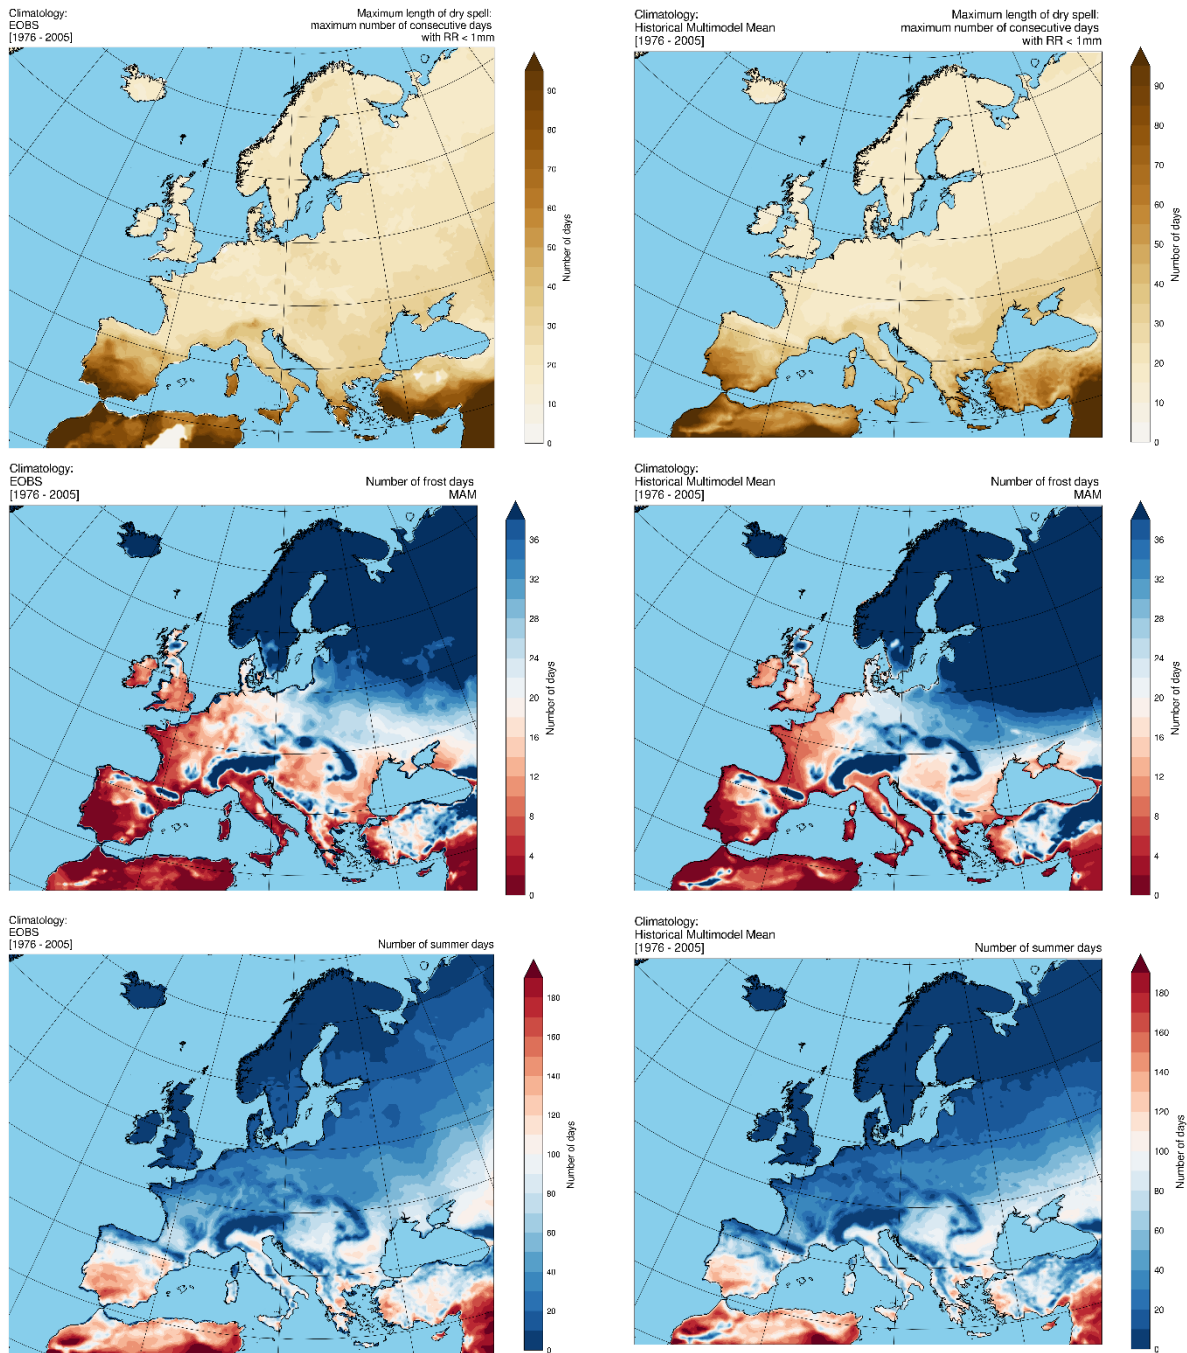 Climatology:
EOBS
[1976 - 2005]
Maximum length of dry spell:
maximum number of consecutive days
with RR < 1mm
90
80
70
60
50
40
30
20
10
0
Number of days
Climatology:
Historical Multimodel Mean
[1976 - 2005]
Maximum length of dry spell:
maximum number of consecutive days
with RR < 1mm
90
80
70
60
50
40
30
20
10
0
Number of days
Climatology:
EOBS
[1976 - 2005]
Number of frost days
MAM
36
32
28
24
20
16
12
8
4
0
Number of days
Climatology:
Historical Multimodel Mean
[1976 - 2005]
Number of frost days
MAM
36
32
28
24
20
16
12
8
4
0
Number of days
Climatology:
EOBS
[1976 - 2005]
Number of summer days
180
160
140
120
100
80
60
40
20
0
Number of days
Climatology:
Historical Multimodel Mean
[1976 - 2005]
Number of summer days
180
160
140
120
100
80
60
40
20
0
Number of days